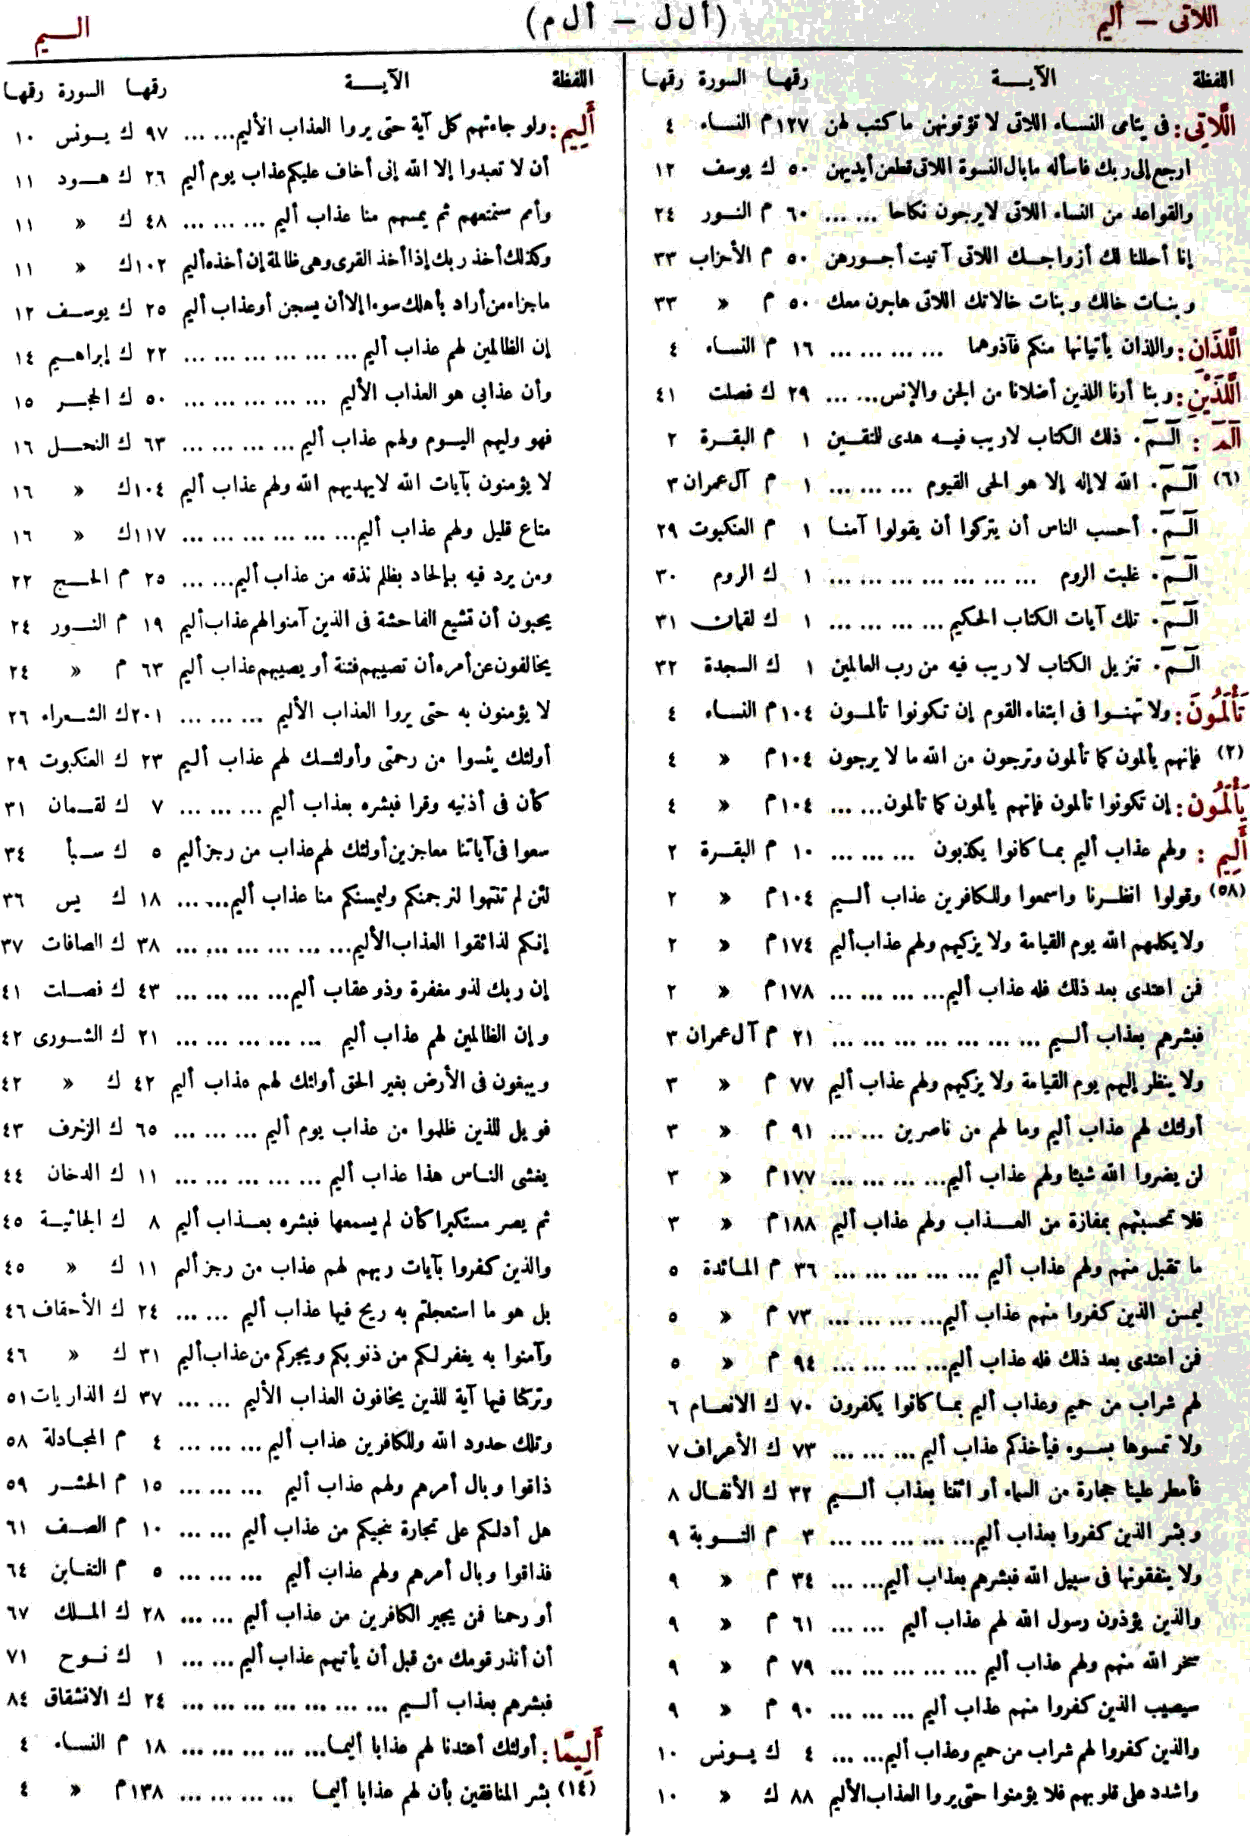 اللاتى – أليم
(أ ل ل – أ ل م)
اليم
اللفظة الآية رقمها السورة رقمها
اللَّاتِي: فى يتامى النساء اللاتى لا تؤتونهن ما كتب لهن ١٢٧ م النساء ٤
ارجع إلى ربك فاسأله ما بال النسوة اللاتى قطعن أيديهن ٥٠ ك يوسف ١٢
والقواعد من النساء اللاتى لا يرجون نكاحا ... ... ٦٠ م النور ٢٤
إنا أحللنا لك أزواجك اللاتى آتيت أجورهن ٥٠ م الأحزاب ٣٣
وبنات خالك وبنات خالاتك اللاتى هاجرن معك ٥٠ م » ٣٣
اللَّذَانِ: واللذان يأتيانها منكم فآذوهما ... ... ... ... ١٦ م النساء ٤
اللَّذَيْنِ: ربنا أرنا اللذين أضلانا من الجن والإنس... ... ٢٩ ك فصلت ٤١
الٓمٓ : الٓمٓ. ذلك الكتاب لا ريب فيه هدى للمتقين ١ م البقرة ٢
(٦) الٓمٓ. الله لا إله إلا هو الحى القيوم ... ... ... ١ م آل عمران ٣
الٓمٓ. أحسب الناس أن يتركوا أن يقولوا آمنا ١ م العنكبوت ٢٩
الٓمٓ. غلبت الروم ... ... ... ... ... ... ... ١ ك الروم ٣٠
الٓمٓ. تلك آيات الكتاب الحكيم ... ... ... ... ١ ك لقمان ٣١
الٓمٓ. تنزيل الكتاب لا ريب فيه من رب العالمين ١ ك السجدة ٣٢
تَأْلَمُونَ: ولا تهنوا فى ابتغاء القوم إن تكونوا تألمون ١٠٤ م النساء ٤
(٢) فإنهم يألمون كما تألمون وترجون من الله ما لا يرجون ١٠٤ م » ٤
يَأْلَمُونَ: إن تكونوا تألمون فإنهم يألمون كما تألمون... ... ١٠٤ م » ٤
أَلِيم : ولهم عذاب أليم بما كانوا يكذبون ... ... ... ١٠ م البقرة ٢
(٥٨) وقولوا انظرنا واسمعوا وللكافرين عذاب أليم ١٠٤ م » ٢
ولا يكلمهم الله يوم القيامة ولا يزكيهم ولهم عذاب أليم ١٧٤ م » ٢
فمن اعتدى بعد ذلك فله عذاب أليم... ... ... ... ١٧٨ م » ٢
فبشرهم بعذاب أليم ... ... ... ... ... ... ... ٢١ م آل عمران ٣
ولا ينظر إليهم يوم القيامة ولا يزكيهم ولهم عذاب أليم ٧٧ م » ٣
أولئك لهم عذاب أليم وما لهم من ناصرين ... ... ٩١ م » ٣
لن يضروا الله شيئا ولهم عذاب أليم... ... ... ... ١٧٧ م » ٣
فلا تحسبنهم بمفازة من العذاب ولهم عذاب أليم ١٨٨ م » ٣
ما تقبل منهم ولهم عذاب أليم ... ... ... ... ... ٣٦ م المائدة ٥
ليمسن الذين كفروا منهم عذاب أليم... ... ... ... ٧٣ م » ٥
فمن اعتدى بعد ذلك فله عذاب أليم... ... ... ... ٩٤ م » ٥
لهم شراب من حميم وعذاب أليم بما كانوا يكفرون ٧٠ ك الانعام ٦
ولا تمسوها بسوء فيأخذكم عذاب أليم ... ... ... ٧٣ ك الأعراف ٧
فأمطر علينا حجارة من السماء أو ائتنا بعذاب أليم ٣٢ ك الأنفال ٨
وبشر الذين كفروا بعذاب أليم... ... ... ... ... ٣ م التوبة ٩
ولا ينفقونها فى سبيل الله فبشرهم بعذاب أليم... ... ٣٤ م » ٩
والذين يؤذون رسول الله لهم عذاب أليم ... ... ٦١ م » ٩
سخر الله منهم ولهم عذاب أليم ... ... ... ... ... ٧٩ م » ٩
سيصيب الذين كفروا منهم عذاب أليم ... ... ... ٩٠ م » ٩
والذين كفروا لهم شراب من حميم وعذاب أليم... ... ٤ ك يونس ١٠
واشدد على قلوبهم فلا يؤمنوا حتى يروا العذاب الأليم ٨٨ ك » ١٠
اللفظة الآية رقمها السورة رقمها
أَلِيم: ولو جاءتهم كل آية حتى يروا العذاب الأليم... ... ٩٧ ك يونس ١٠
أن لا تعبدوا إلا الله إنى أخاف عليكم عذاب يوم أليم ٢٦ ك هود ١١
وأمم سنمتعهم ثم يمسهم منا عذاب أليم ... ... ... ٤٨ ك » ١١
وكذلك أخذ ربك إذا أخذ القرى وهى ظالمة إن أخذه أليم ١٠٢ ك » ١١
ما جزاء من أراد بأهلك سوءا إلا أن يسجن أو عذاب أليم ٢٥ ك يوسف ١٢
إن الظالمين لهم عذاب أليم ... ... ... ... ... ... ٢٢ ك إبراهيم ١٤
وأن عذابى هو العذاب الأليم ... ... ... ... ... ٥٠ ك الحجر ١٥
فهو وليهم اليوم ولهم عذاب أليم ... ... ... ... ٦٣ ك النحل ١٦
لا يؤمنون بآيات الله لا يهديهم الله ولهم عذاب أليم ١٠٤ ك » ١٦
متاع قليل ولهم عذاب أليم... ... ... ... ... ... ١١٧ ك » ١٦
ومن يرد فيه بإلحاد بظلم نذقه من عذاب أليم... ... ٢٥ م الحج ٢٢
يحبون أن تشيع الفاحشة فى الذين آمنوا لهم عذاب أليم ١٩ م النور ٢٤
يخالفون عن أمره أن تصيبهم فتنة أو يصيبهم عذاب أليم ٦٣ م » ٢٤
لا يؤمنون به حتى يروا العذاب الأليم ... ... ... ٢٠١ ك الشعراء ٢٦
أولئك يئسوا من رحمتى وأولئك لهم عذاب أليم ٢٣ ك العنكبوت ٢٩
كأن فى أذنيه وقرا فبشره بعذاب أليم ... ... ... ٧ ك لقمان ٣١
سعوا فى آياتنا معاجزين أولئك لهم عذاب من رجز أليم ٥ ك سبأ ٣٤
لئن لم تنتهوا لنرجمنكم وليمسنكم منا عذاب أليم... ... ١٨ ك يس ٣٦
إنكم لذائقوا العذاب الأليم... ... ... ... ... ... ٣٨ ك الصافات ٣٧
إن ربك لذو مغفرة وذو عقاب أليم... ... ... ... ٤٣ ك فصلت ٤١
وإن الظالمين لهم عذاب أليم ... ... ... ... ... ٢١ ك الشورى ٤٢
ويبغون فى الأرض بغير الحق أولئك لهم عذاب أليم ٤٢ ك » ٤٢
فويل للذين ظلموا من عذاب يوم أليم ... ... ... ٦٥ ك الزخرف ٤٣
يغشى الناس هذا عذاب أليم ... ... ... ... ... ١١ ك الدخان ٤٤
ثم يصر مستكبرا كأن لم يسمعها فبشره بعذاب أليم ٨ ك الجاثية ٤٥
والذين كفروا بآيات ربهم لهم عذاب من رجز أليم ١١ ك » ٤٥
بل هو ما استعجلتم به ريح فيها عذاب أليم ... ... ٢٤ ك الأحقاف ٤٦
وآمنوا به يغفر لكم من ذنوبكم ويجركم من عذاب أليم ٣١ ك » ٤٦
وتركنا فيها آية للذين يخافون العذاب الأليم ... ... ٣٧ ك الذاريات ٥١
وتلك حدود الله وللكافرين عذاب أليم ... ... ... ٤ م المجادلة ٥٨
ذاقوا وبال أمرهم ولهم عذاب أليم ... ... ... ١٥ م الحشر ٥٩
هل أدلكم على تجارة تنجيكم من عذاب أليم ... ... ١٠ م الصف ٦١
فذاقوا وبال أمرهم ولهم عذاب أليم ... ... ... ٥ م التغابن ٦٤
أو رحمنا فمن يجير الكافرين من عذاب أليم ... ... ٢٨ ك الملك ٦٧
أن أنذر قومك من قبل أن يأتيهم عذاب أليم ... ... ١ ك نوح ٧١
فبشرهم بعذاب أليم ... ... ... ... ... ... ... ٢٤ ك الانشقاق ٨٤
أَلِيمًا: أولئك أعتدنا لهم عذابا أليما... ... ... ... ... ١٨ م النساء ٤
(١٤) بشر المنافقين بأن لهم عذابا أليما ... ... ... ... ١٣٨ م » ٤